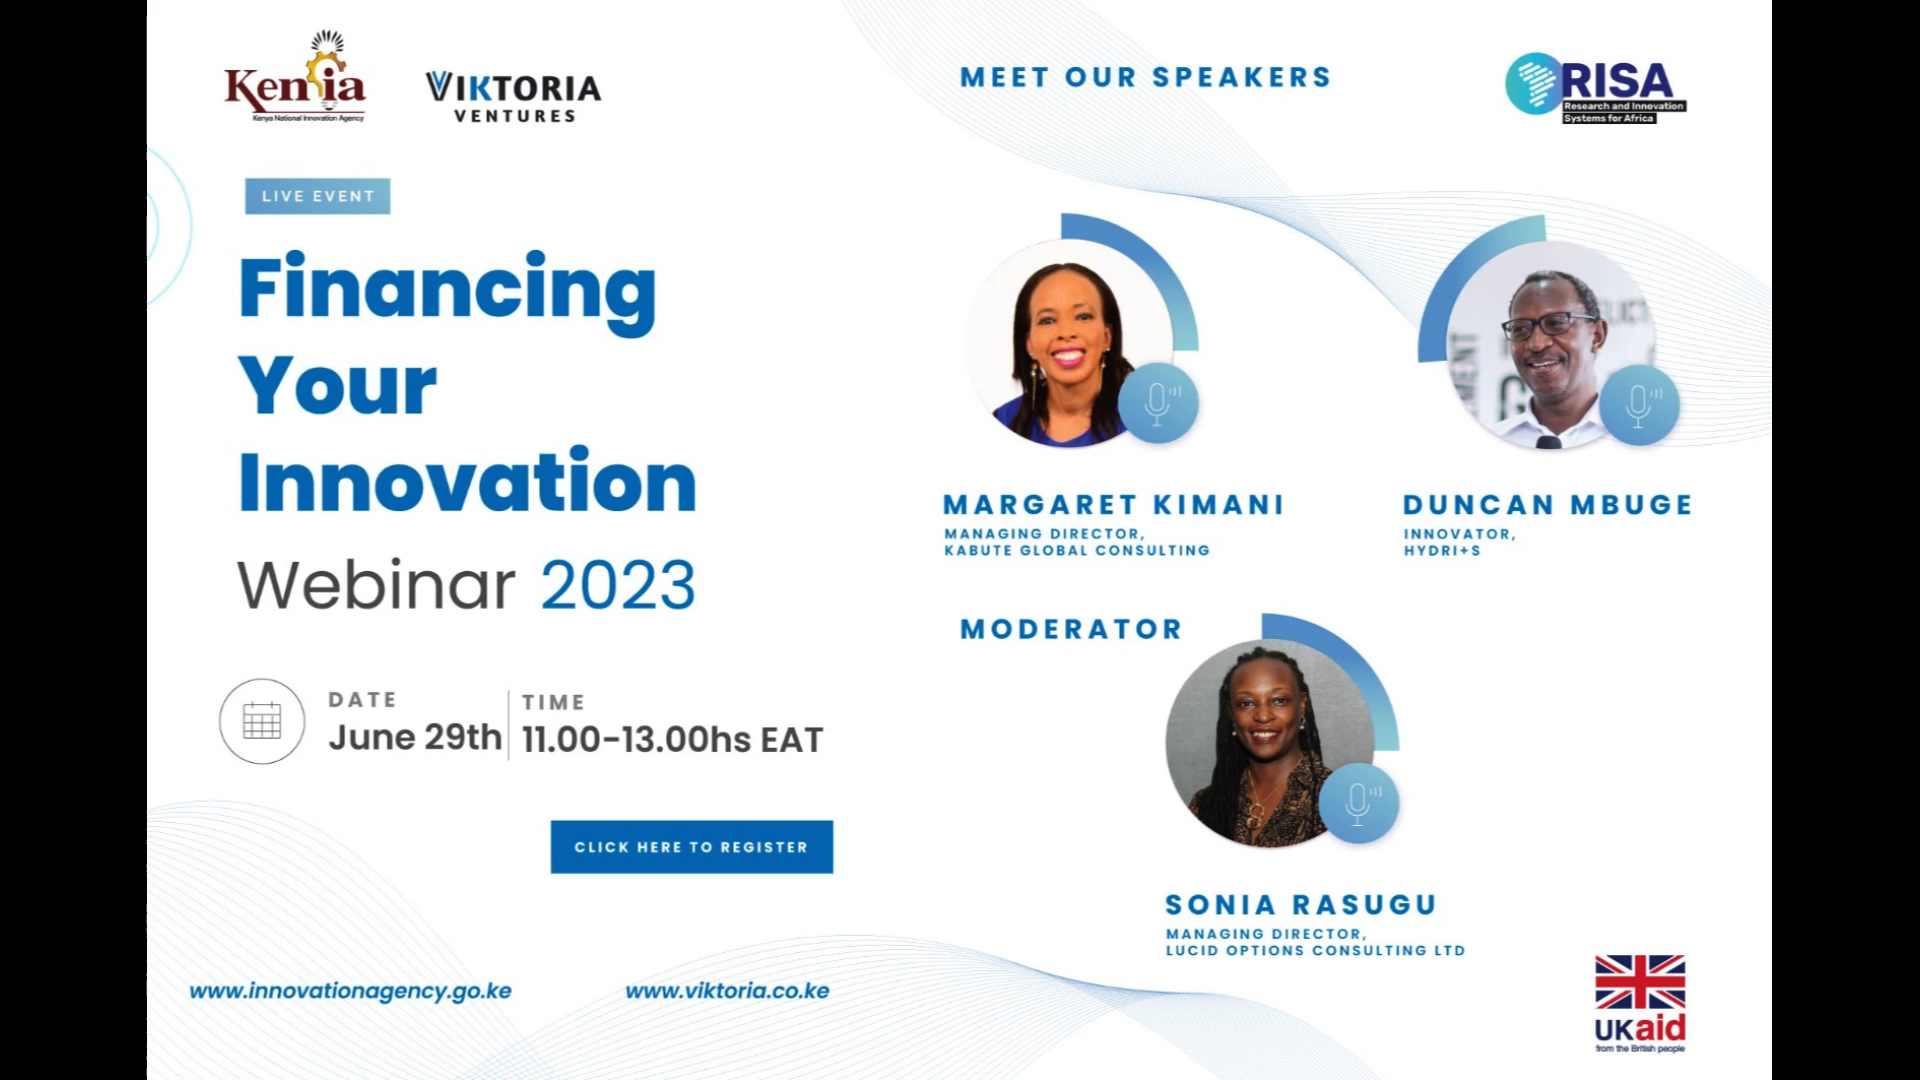 Kenia
Kenya National Innovation Agency
VIKTORIA
VENTURES
LIVE EVENT
Financing
Your
Innovation
Webinar 2023
DATE
June 29th
TIME
11.00-13.00hs EAT
CLICK HERE TO REGISTER
www.innovationagency.go.ke
www.viktoria.co.ke
MEET OUR SPEAKERS
RISA
Research and Innovation
Systems for Africa
MARGARET KIMANI
MANAGING DIRECTOR,
KABUTE GLOBAL CONSULTING
DUNCAN MBUGE
INNOVATOR,
HYDRI+S
MODERATOR
SONIA RASUGU
MANAGING DIRECTOR,
LUCID OPTIONS CONSULTING LTD
UKaid
from the British people